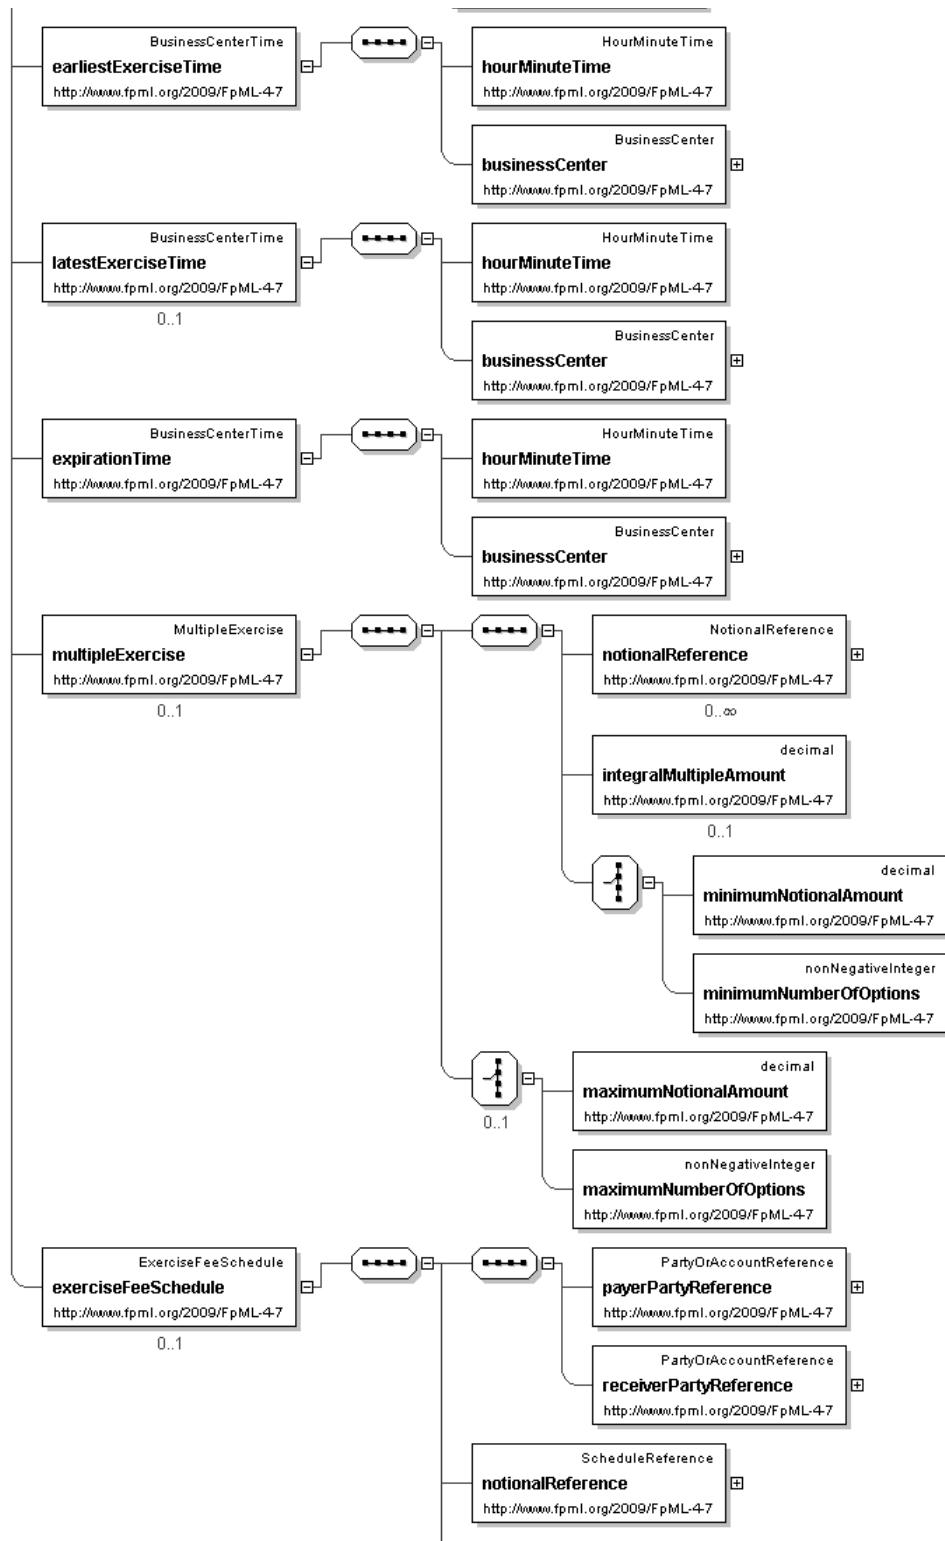 BusinessCenterTime
earliestExerciseTime
http://www.fpml.org/2009/FpML-4-7
HourMinuteTime
hourMinuteTime
http://www.fpml.org/2009/FpML-4-7
BusinessCenter
businessCenter
http://www.fpml.org/2009/FpML-4-7
BusinessCenterTime
latestExerciseTime
http://www.fpml.org/2009/FpML-4-7
0..1
HourMinuteTime
hourMinuteTime
http://www.fpml.org/2009/FpML-4-7
BusinessCenter
businessCenter
http://www.fpml.org/2009/FpML-4-7
BusinessCenterTime
expirationTime
http://www.fpml.org/2009/FpML-4-7
HourMinuteTime
hourMinuteTime
http://www.fpml.org/2009/FpML-4-7
BusinessCenter
businessCenter
http://www.fpml.org/2009/FpML-4-7
MultipleExercise
multipleExercise
http://www.fpml.org/2009/FpML-4-7
0..1
NotionalReference
notionalReference
http://www.fpml.org/2009/FpML-4-7
0..∞
decimal
integralMultipleAmount
http://www.fpml.org/2009/FpML-4-7
0..1
decimal
minimumNotionalAmount
http://www.fpml.org/2009/FpML-4-7
nonNegativeInteger
minimumNumberOfOptions
http://www.fpml.org/2009/FpML-4-7
0..1
decimal
maximumNotionalAmount
http://www.fpml.org/2009/FpML-4-7
nonNegativeInteger
maximumNumberOfOptions
http://www.fpml.org/2009/FpML-4-7
ExerciseFeeSchedule
exerciseFeeSchedule
http://www.fpml.org/2009/FpML-4-7
0..1
PartyOrAccountReference
payerPartyReference
http://www.fpml.org/2009/FpML-4-7
PartyOrAccountReference
receiverPartyReference
http://www.fpml.org/2009/FpML-4-7
ScheduleReference
notionalReference
http://www.fpml.org/2009/FpML-4-7